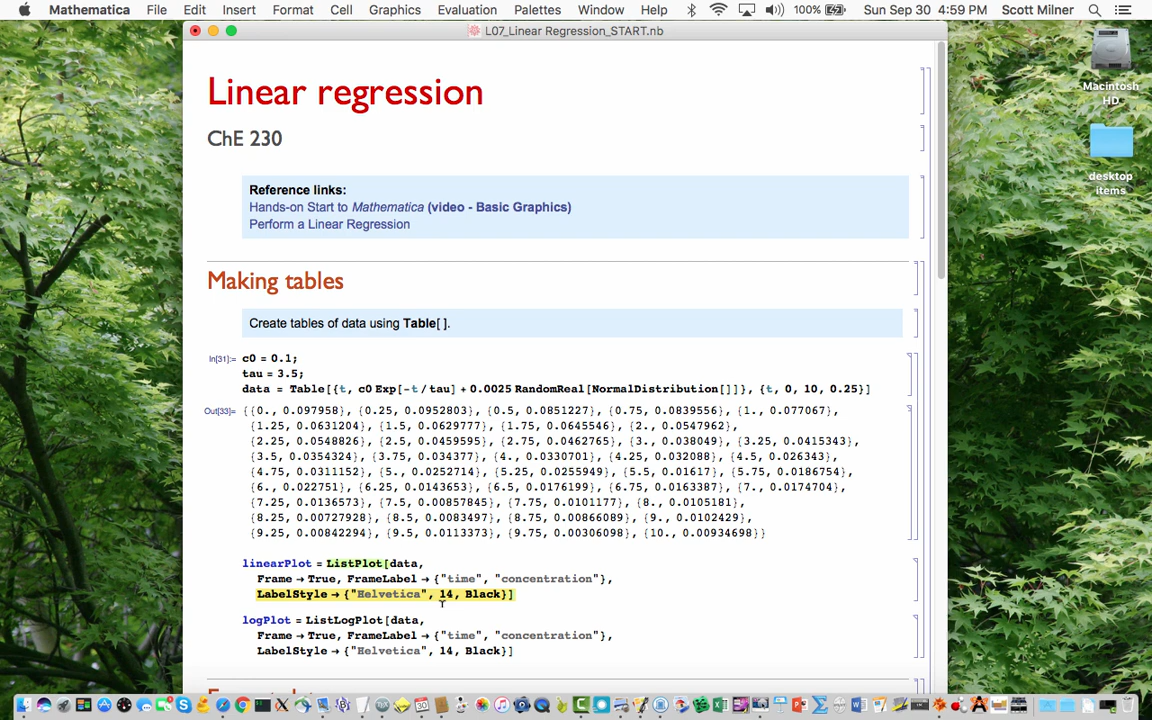 Mathematica File Edit Insert Format Cell Graphics Evaluation Palettes Window Help 100% Sun Sep 30 4:59 PM Scott Milner
L07_Linear Regression_START.nb
Linear regression
ChE 230
Reference links:
Hands-on Start to Mathematica (video - Basic Graphics)
Perform a Linear Regression
Making tables
Create tables of data using Table[ ].
In[31]:= c0 = 0.1;
tau = 3.5;
data = Table[{t, c0 Exp[-t / tau] + 0.0025 RandomReal[NormalDistribution[]]}, {t, 0, 10, 0.25}]
Out[33]= {{0., 0.097958}, {0.25, 0.0952803}, {0.5, 0.0851227}, {0.75, 0.0839556}, {1., 0.077067},
{1.25, 0.0631204}, {1.5, 0.0629777}, {1.75, 0.0645546}, {2., 0.0547962},
{2.25, 0.0548826}, {2.5, 0.0459595}, {2.75, 0.0462765}, {3., 0.038049}, {3.25, 0.0415343},
{3.5, 0.0354324}, {3.75, 0.034377}, {4., 0.0330701}, {4.25, 0.032088}, {4.5, 0.026343},
{4.75, 0.0311152}, {5., 0.0252714}, {5.25, 0.0255949}, {5.5, 0.01617}, {5.75, 0.0186754},
{6., 0.022751}, {6.25, 0.0143653}, {6.5, 0.0176199}, {6.75, 0.0163387}, {7., 0.0174704},
{7.25, 0.0136573}, {7.5, 0.00857845}, {7.75, 0.0101177}, {8., 0.0105181},
{8.25, 0.00727928}, {8.5, 0.0083497}, {8.75, 0.00866089}, {9., 0.0102429},
{9.25, 0.00842294}, {9.5, 0.0113373}, {9.75, 0.00306098}, {10., 0.00934698}}
linearPlot = ListPlot[data,
Frame → True, FrameLabel → {"time", "concentration"},
LabelStyle → {"Helvetica", 14, Black}]
logPlot = ListLogPlot[data,
Frame → True, FrameLabel → {"time", "concentration"},
LabelStyle → {"Helvetica", 14, Black}]
Macintosh
HD
desktop
items